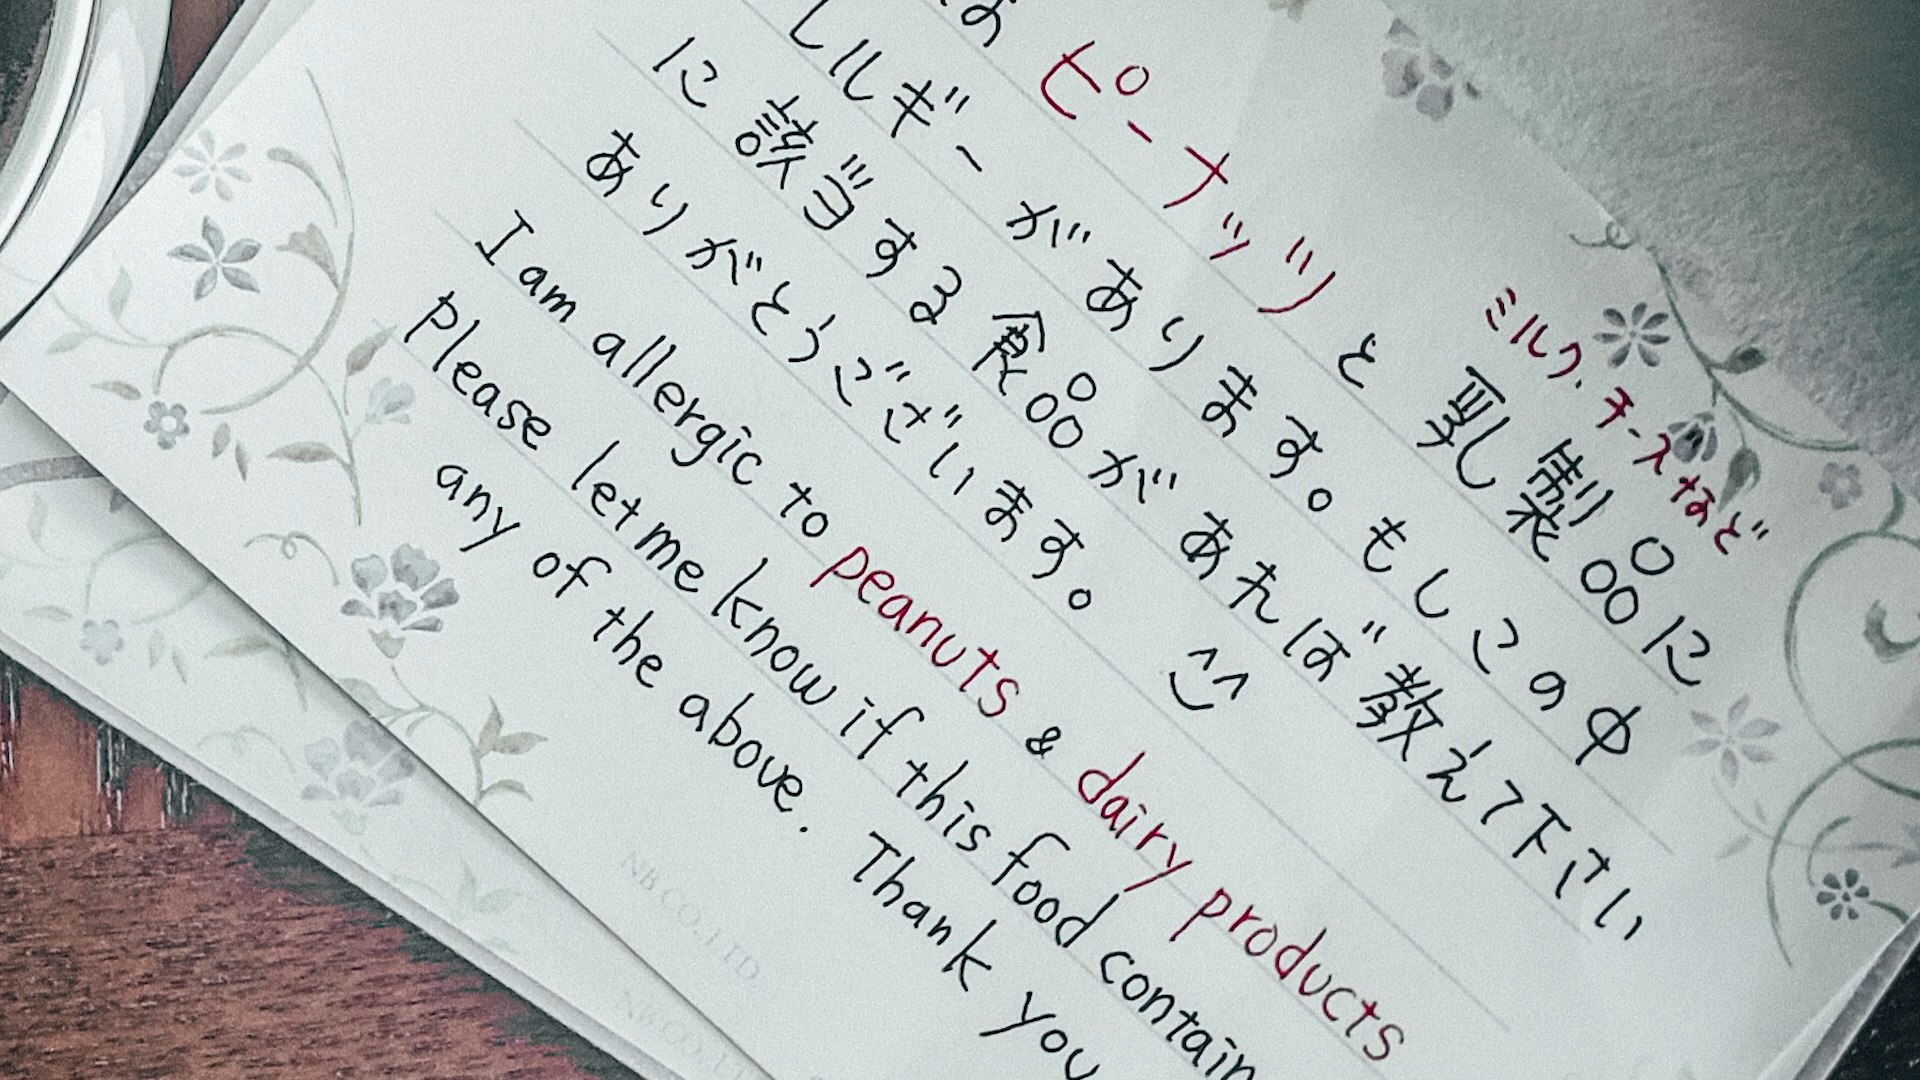 ピーナッツと乳製品に
ミルク・チーズなど
レルギーがあります。もしこの中
に該当する食品があれば教えて下さい
ありがとうございます。
I am allergic to peanuts & dairy products
Please let me know if this food contain
any of the above. Thank you
NB CO.,LTD
NB CO.,LT